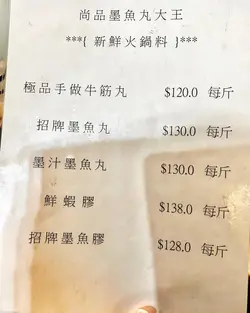 尚品墨魚丸大王
***{ 新鮮火鍋料 }***
極品手做牛筋丸 $120.0 每斤
招牌墨魚丸 $130.0 每斤
墨汁墨魚丸 $130.0 每斤
鮮蝦膠 $138.0 每斤
招牌墨魚膠 $128.0 每斤